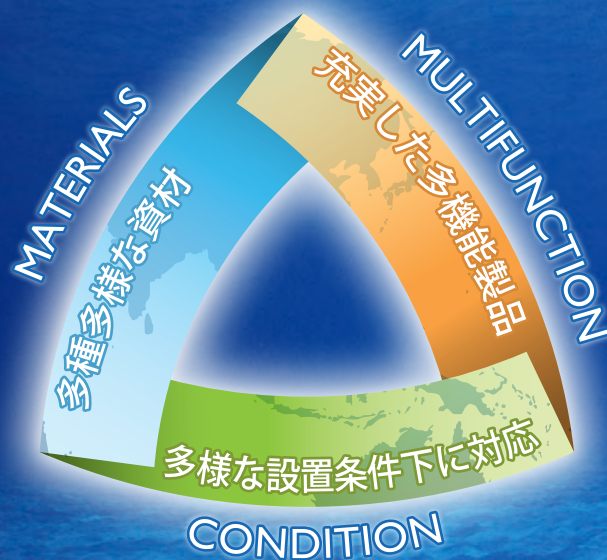 MATERIALS
多種多様な資材
MULTIFUNCTION
充実した多機能製品
多様な設置条件下に対応
CONDITION